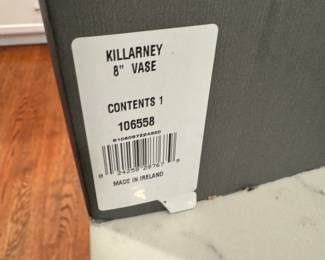 KILLARNEY
8" VASE
CONTENTS 1
106558
MADE IN IRELAND